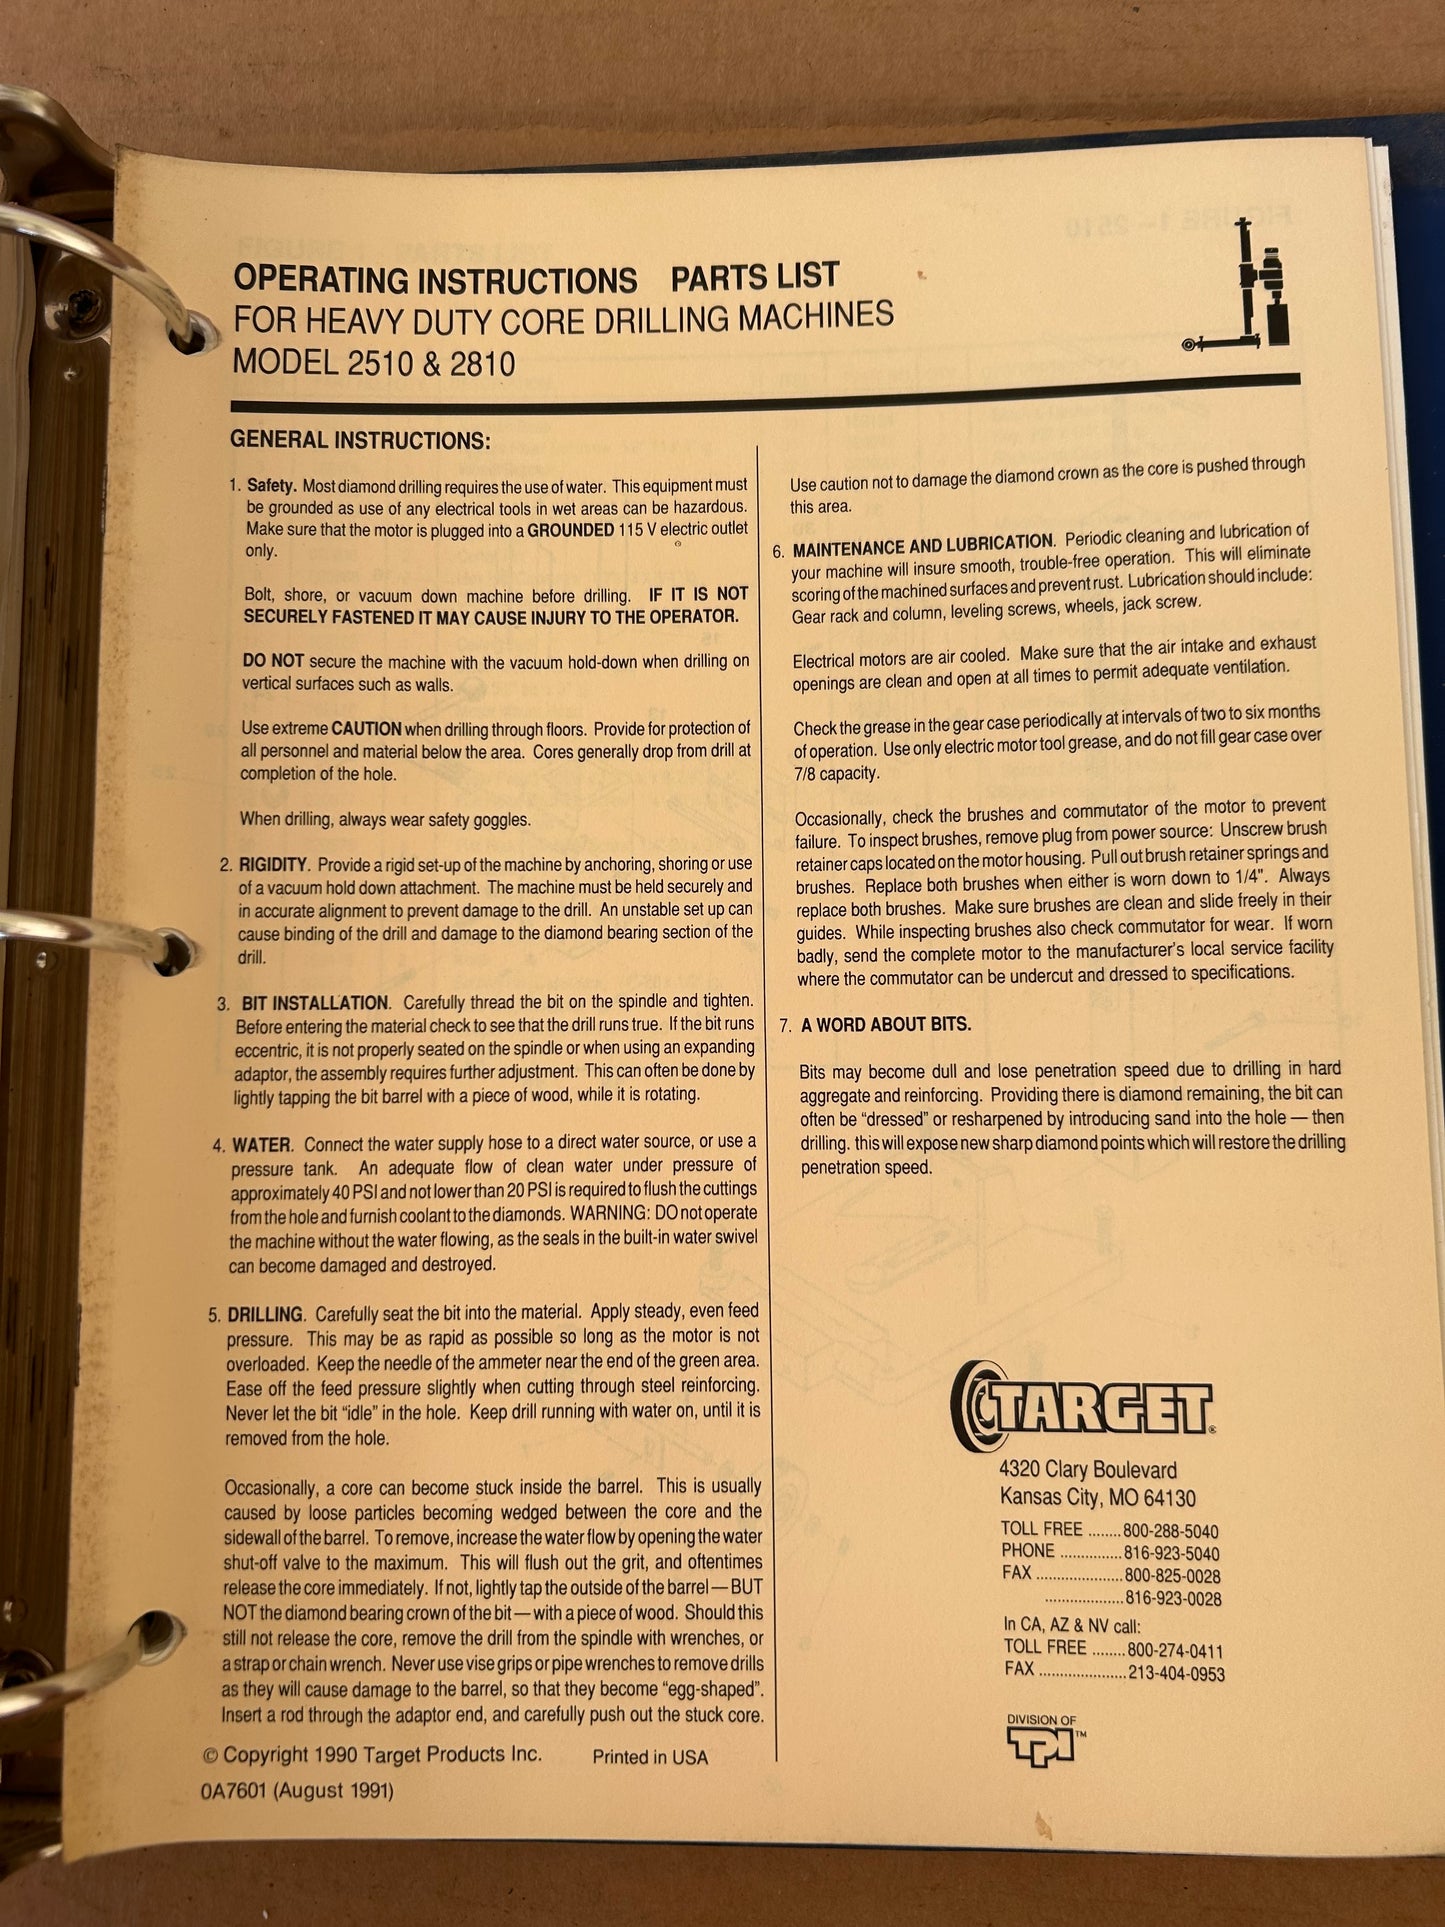 OPERATING INSTRUCTIONS PARTS LIST
FOR HEAVY DUTY CORE DRILLING MACHINES
MODEL 2510 & 2810
GENERAL INSTRUCTIONS:
1. Safety. Most diamond drilling requires the use of water. This equipment must
be grounded as use of any electrical tools in wet areas can be hazardous.
Make sure that the motor is plugged into a GROUNDED 115 V electric outlet
only.
Bolt, shore, or vacuum down machine before drilling. IF IT IS NOT
SECURELY FASTENED IT MAY CAUSE INJURY TO THE OPERATOR.
DO NOT secure the machine with the vacuum hold-down when drilling on
vertical surfaces such as walls.
Use extreme CAUTION when drilling through floors. Provide for protection of
all personnel and material below the area. Cores generally drop from drill at
completion of the hole.
When drilling, always wear safety goggles.
2. RIGIDITY. Provide a rigid set-up of the machine by anchoring, shoring or use
of a vacuum hold down attachment. The machine must be held securely and
in accurate alignment to prevent damage to the drill. An unstable set up can
cause binding of the drill and damage to the diamond bearing section of the
drill.
3. BIT INSTALLATION. Carefully thread the bit on the spindle and tighten.
Before entering the material check to see that the drill runs true. If the bit runs
eccentric, it is not properly seated on the spindle or when using an expanding
adaptor, the assembly requires further adjustment. This can often be done by
lightly tapping the bit barrel with a piece of wood, while it is rotating.
4. WATER. Connect the water supply hose to a direct water source, or use a
pressure tank. An adequate flow of clean water under pressure of
approximately 40 PSI and not lower than 20 PSI is required to flush the cuttings
from the hole and furnish coolant to the diamonds. WARNING: DO not operate
the machine without the water flowing, as the seals in the built-in water swivel
can become damaged and destroyed.
5. DRILLING. Carefully seat the bit into the material. Apply steady, even feed
pressure. This may be as rapid as possible so long as the motor is not
overloaded. Keep the needle of the ammeter near the end of the green area.
Ease off the feed pressure slightly when cutting through steel reinforcing.
Never let the bit “idle” in the hole. Keep drill running with water on, until it is
removed from the hole.
Occasionally, a core can become stuck inside the barrel. This is usually
caused by loose particles becoming wedged between the core and the
sidewall of the barrel. To remove, increase the water flow by opening the water
shut-off valve to the maximum. This will flush out the grit, and oftentimes
release the core immediately. If not, lightly tap the outside of the barrel — BUT
NOT the diamond bearing crown of the bit — with a piece of wood. Should this
still not release the core, remove the drill from the spindle with wrenches, or
a strap or chain wrench. Never use vise grips or pipe wrenches to remove drills
as they will cause damage to the barrel, so that they become “egg-shaped”.
Insert a rod through the adaptor end, and carefully push out the stuck core.
© Copyright 1990 Target Products Inc. Printed in USA
0A7601 (August 1991)
Use caution not to damage the diamond crown as the core is pushed through
this area.
6. MAINTENANCE AND LUBRICATION. Periodic cleaning and lubrication of
your machine will insure smooth, trouble-free operation. This will eliminate
scoring of the machined surfaces and prevent rust. Lubrication should include:
Gear rack and column, leveling screws, wheels, jack screw.
Electrical motors are air cooled. Make sure that the air intake and exhaust
openings are clean and open at all times to permit adequate ventilation.
Check the grease in the gear case periodically at intervals of two to six months
of operation. Use only electric motor tool grease, and do not fill gear case over
7/8 capacity.
Occasionally, check the brushes and commutator of the motor to prevent
failure. To inspect brushes, remove plug from power source: Unscrew brush
retainer caps located on the motor housing. Pull out brush retainer springs and
brushes. Replace both brushes when either is worn down to 1/4". Always
replace both brushes. Make sure brushes are clean and slide freely in their
guides. While inspecting brushes also check commutator for wear. If worn
badly, send the complete motor to the manufacturer's local service facility
where the commutator can be undercut and dressed to specifications.
7. A WORD ABOUT BITS.
Bits may become dull and lose penetration speed due to drilling in hard
aggregate and reinforcing. Providing there is diamond remaining, the bit can
often be “dressed” or resharpened by introducing sand into the hole — then
drilling. this will expose new sharp diamond points which will restore the drilling
penetration speed.
TARGET®
4320 Clary Boulevard
Kansas City, MO 64130
TOLL FREE ........800-288-5040
PHONE ...............816-923-5040
FAX .....................800-825-0028
...................816-923-0028
In CA, AZ & NV call:
TOLL FREE ........800-274-0411
FAX .....................213-404-0953
DIVISION OF
TPI™